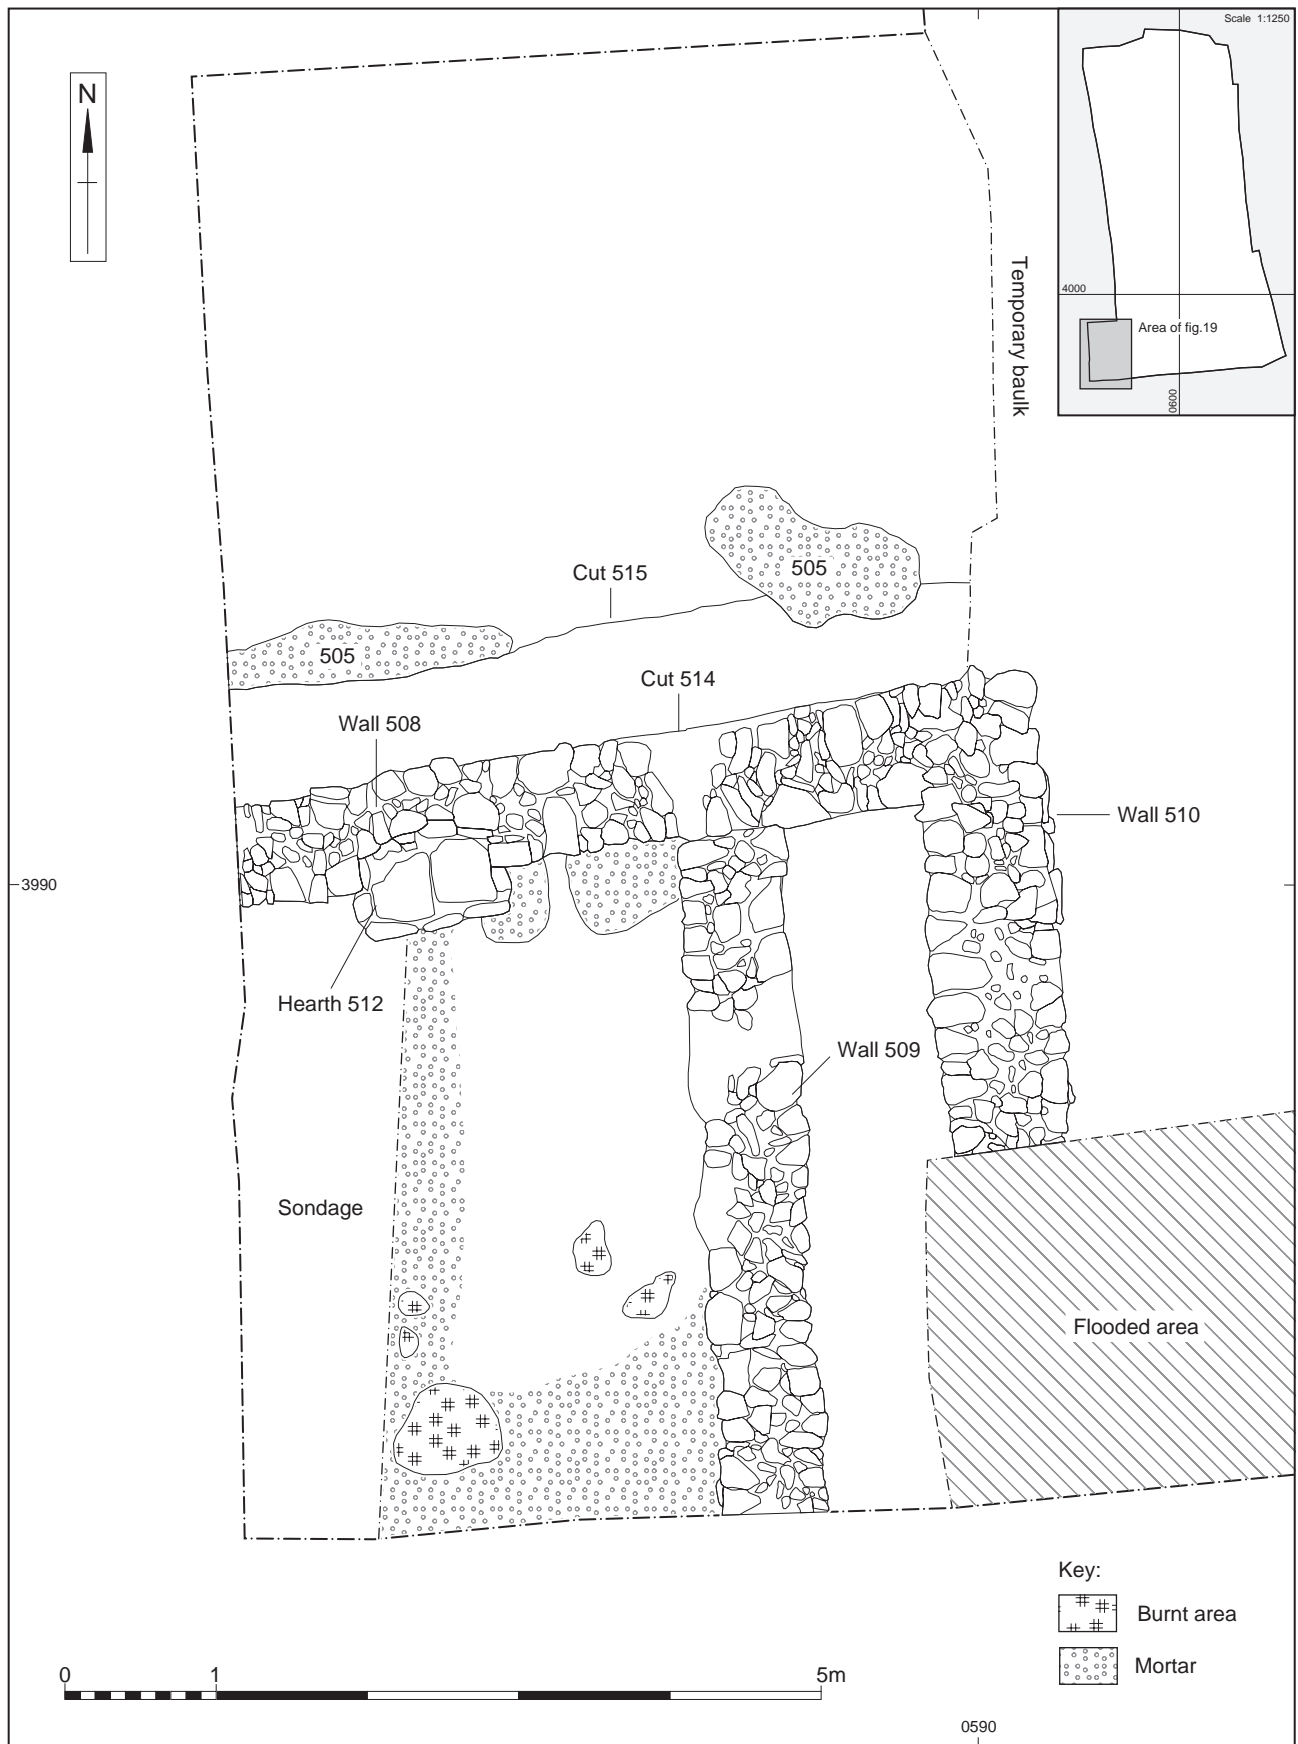 Scale 1:1250
N
4000
Area of fig.19
0600
Temporary baulk
Cut 515
505
505
Cut 514
Wall 508
Wall 510
3990
Hearth 512
Wall 509
Sondage
Flooded area
Key:
Burnt area
Mortar
0 1 5m
0590